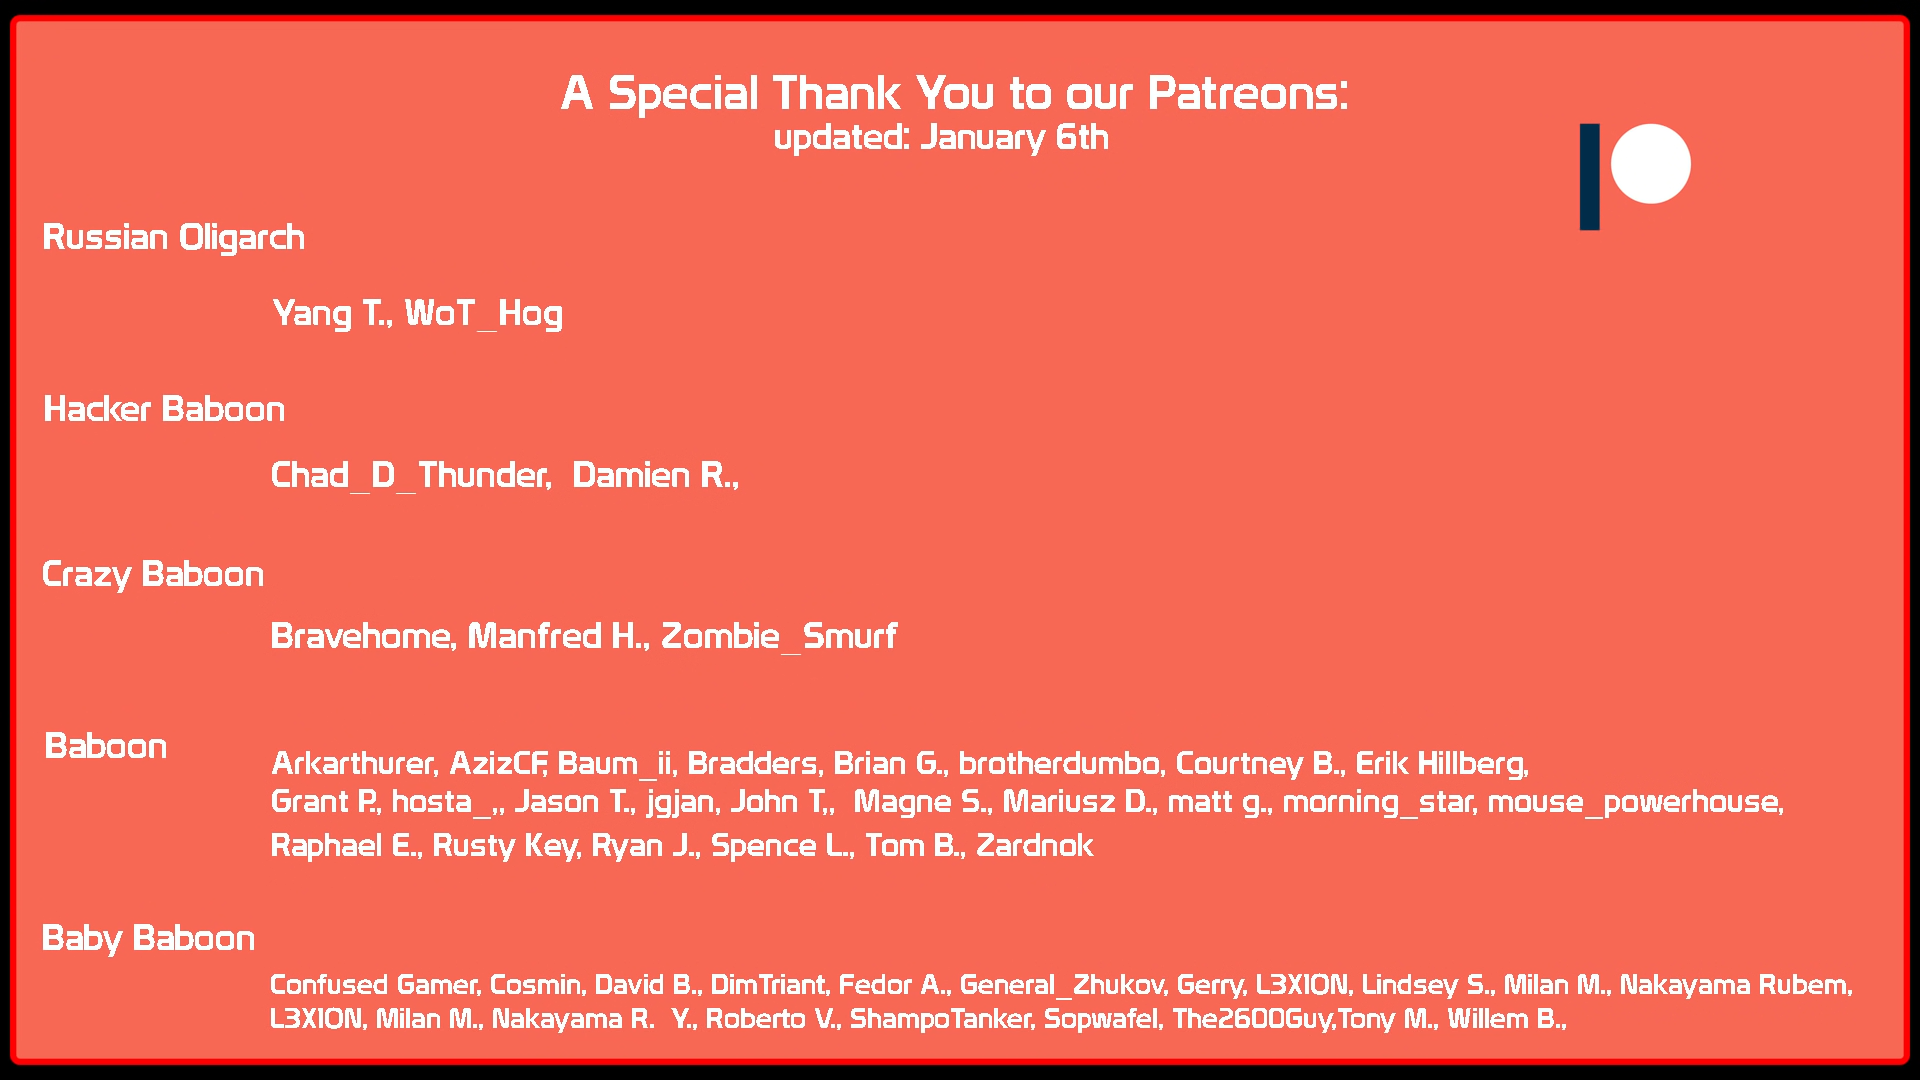 A Special Thank You to our Patreons:
updated: January 6th
Russian Oligarch
Yang T., WoT_Hog
Hacker Baboon
Chad_D_Thunder,  Damien R.,
Crazy Baboon
Bravehome, Manfred H., Zombie_Smurf
Baboon
Arkarthurer, AzizCF, Baum_ii, Bradders, Brian G., brotherdumbo, Courtney B., Erik Hillberg,
Grant P., hosta_,, Jason T., jgjan, John T,,  Magne S., Mariusz D., matt g., morning_star, mouse_powerhouse,
Raphael E., Rusty Key, Ryan J., Spence L., Tom B., Zardnok
Baby Baboon
Confused Gamer, Cosmin, David B., DimTriant, Fedor A., General_Zhukov, Gerry, L3X1ON, Lindsey S., Milan M., Nakayama Rubem,
L3X1ON, Milan M., Nakayama R.  Y., Roberto V., ShampoTanker, Sopwafel, The2600Guy,Tony M., Willem B.,